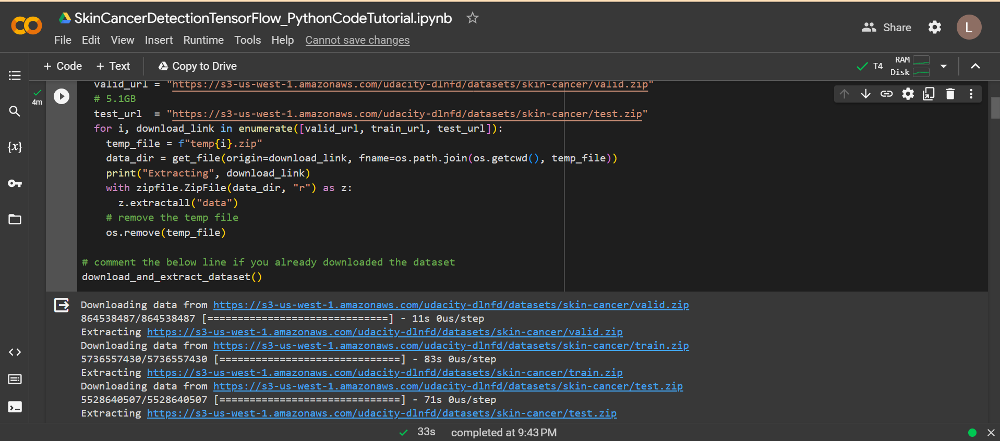 SkinCancerDetectionTensorFlow_PythonCodeTutorial.ipynb
File Edit View Insert Runtime Tools Help Cannot save changes
Share
L
+ Code + Text Copy to Drive
T4 RAM
Disk
4m
valid_url = "https://s3-us-west-1.amazonaws.com/udacity-dlnfd/datasets/skin-cancer/valid.zip"
# 5.1GB
test_url  = "https://s3-us-west-1.amazonaws.com/udacity-dlnfd/datasets/skin-cancer/test.zip"
for i, download_link in enumerate([valid_url, train_url, test_url]):
temp_file = f"temp{i}.zip"
data_dir = get_file(origin=download_link, fname=os.path.join(os.getcwd(), temp_file))
print("Extracting", download_link)
with zipfile.ZipFile(data_dir, "r") as z:
z.extractall("data")
# remove the temp file
os.remove(temp_file)
# comment the below line if you already downloaded the dataset
download_and_extract_dataset()
Downloading data from https://s3-us-west-1.amazonaws.com/udacity-dlnfd/datasets/skin-cancer/valid.zip
864538487/864538487 [==============================] - 11s 0us/step
Extracting https://s3-us-west-1.amazonaws.com/udacity-dlnfd/datasets/skin-cancer/valid.zip
Downloading data from https://s3-us-west-1.amazonaws.com/udacity-dlnfd/datasets/skin-cancer/train.zip
5736557430/5736557430 [==============================] - 83s 0us/step
Extracting https://s3-us-west-1.amazonaws.com/udacity-dlnfd/datasets/skin-cancer/train.zip
Downloading data from https://s3-us-west-1.amazonaws.com/udacity-dlnfd/datasets/skin-cancer/test.zip
5528640507/5528640507 [==============================] - 71s 0us/step
Extracting https://s3-us-west-1.amazonaws.com/udacity-dlnfd/datasets/skin-cancer/test.zip
33s completed at 9:43 PM